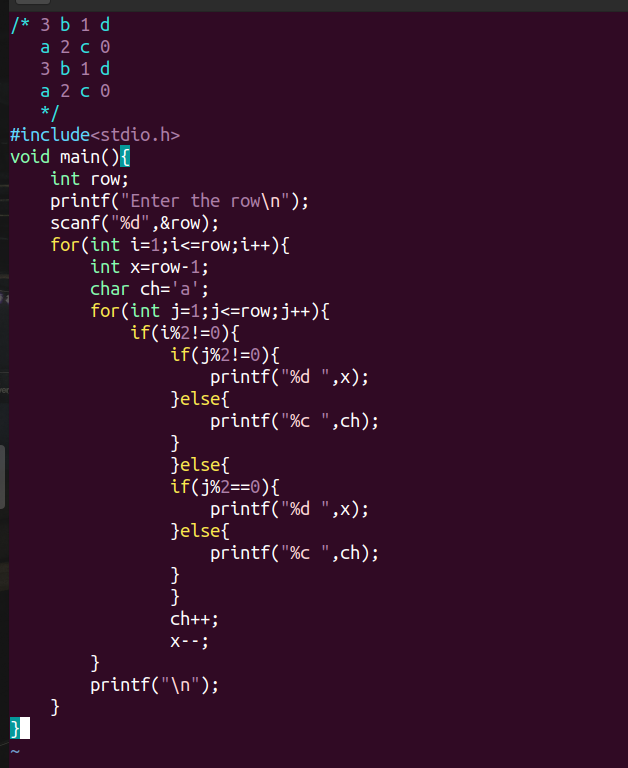 /* 3 b 1 d
   a 2 c 0
   3 b 1 d
   a 2 c 0
   */
#include<stdio.h>
void main(){
    int row;
    printf("Enter the row\n");
    scanf("%d",&row);
    for(int i=1;i<=row;i++){
        int x=row-1;
        char ch='a';
        for(int j=1;j<=row;j++){
            if(i%2!=0){
                if(j%2!=0){
                    printf("%d ",x);
                }else{
                    printf("%c ",ch);
                }
                }else{
                if(j%2==0){
                    printf("%d ",x);
                }else{
                    printf("%c ",ch);
                }
                }
                ch++;
                x--;
        }
        printf("\n");
    }
}
~